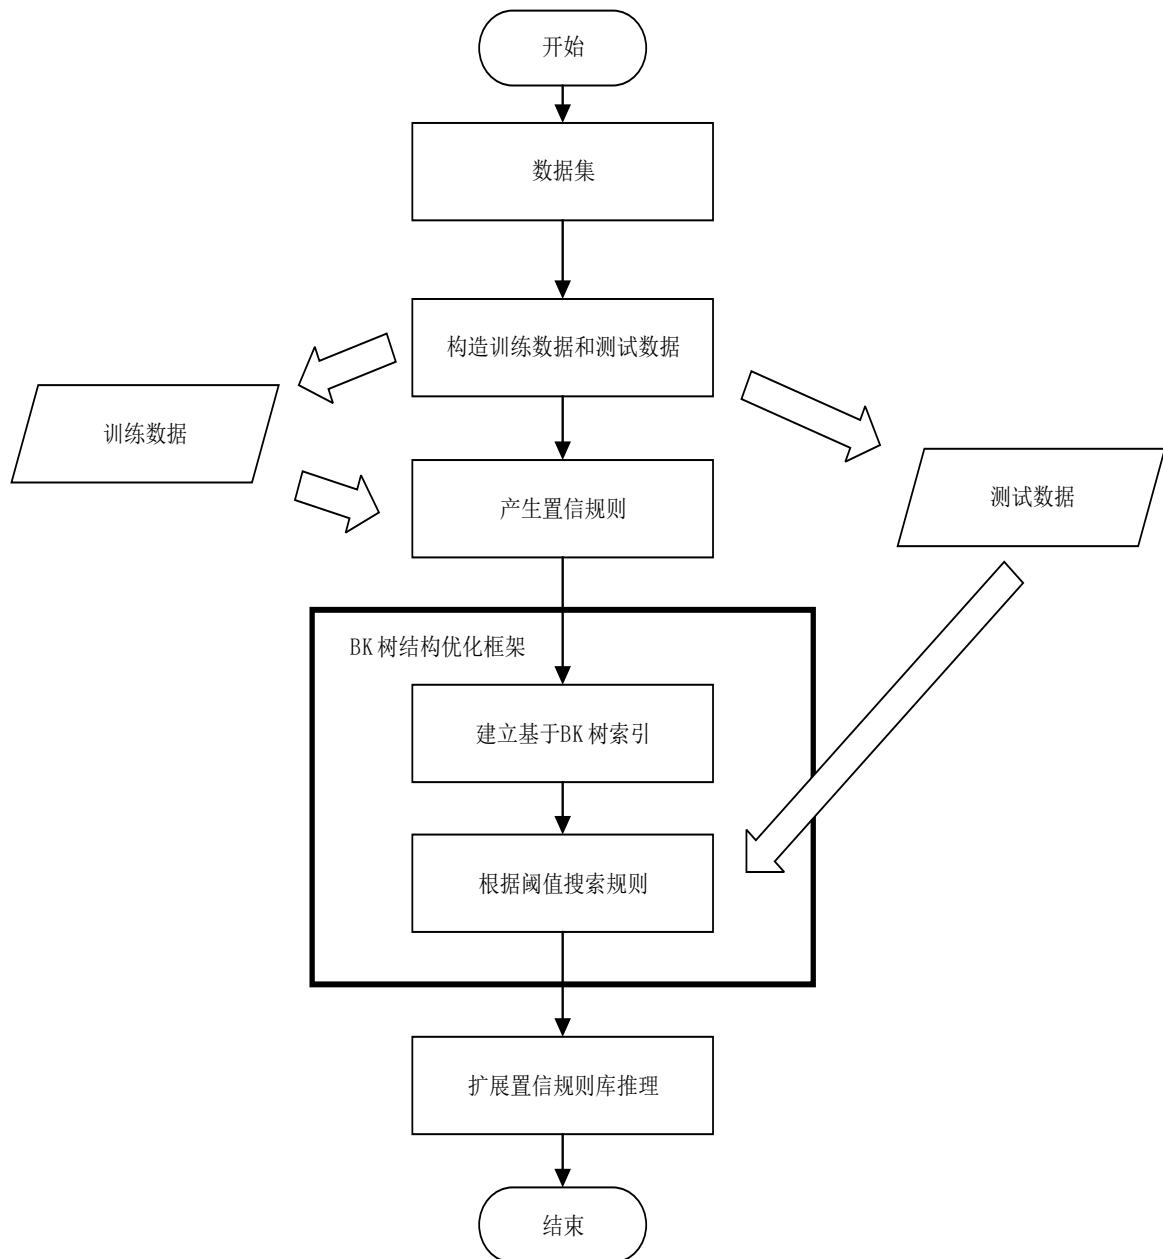 开始
数据集
构造训练数据和测试数据
训练数据
产生置信规则
测试数据
BK树结构优化框架
建立基于BK树索引
根据阈值搜索规则
扩展置信规则库推理
结束